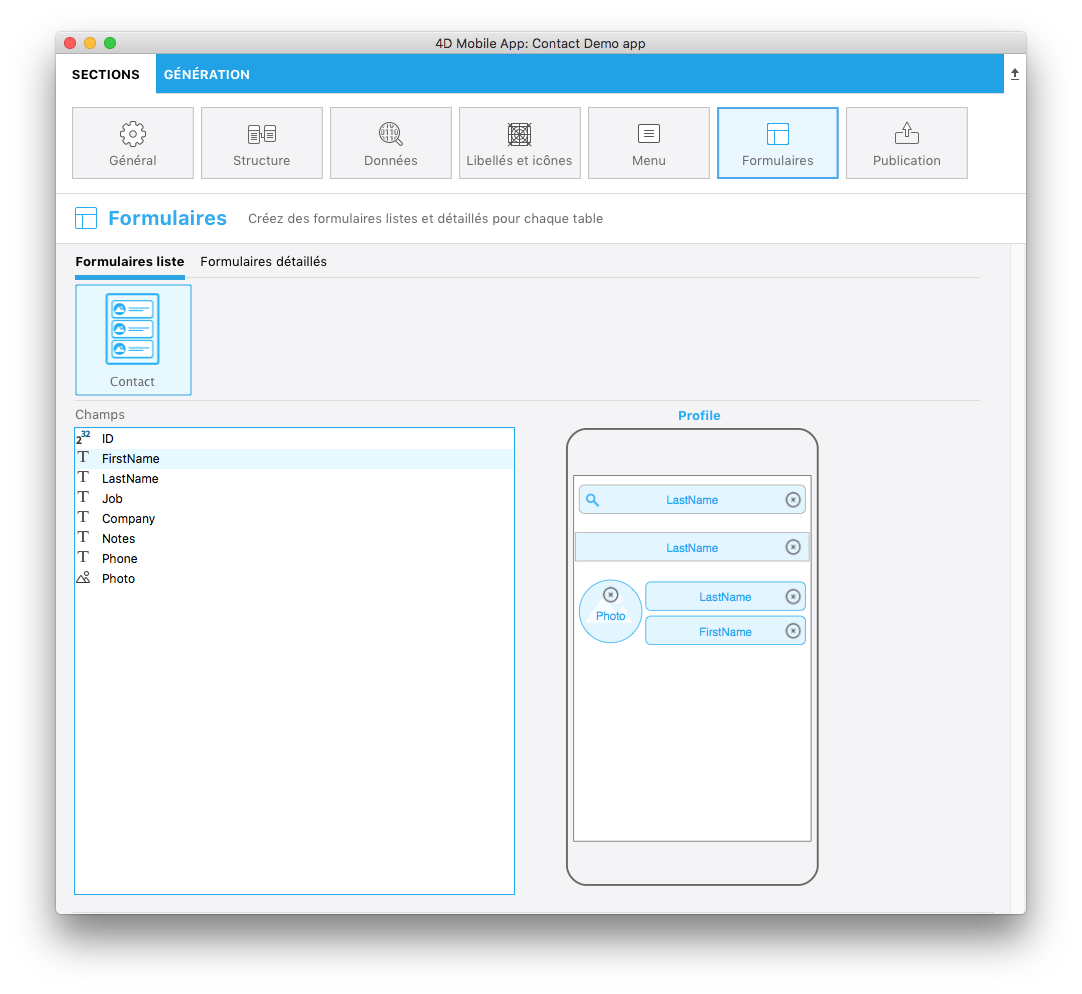 4D Mobile App: Contact Demo app
SECTIONS GÉNÉRATION
Général Structure Données Libellés et icônes Menu Formulaires Publication
Formulaires Créez des formulaires listes et détaillés pour chaque table
Formulaires liste Formulaires détaillés
Contact
Champs
2³² ID
T FirstName
T LastName
T Job
T Company
T Notes
T Phone
Photo
Profile
LastName
LastName
Photo
LastName
FirstName